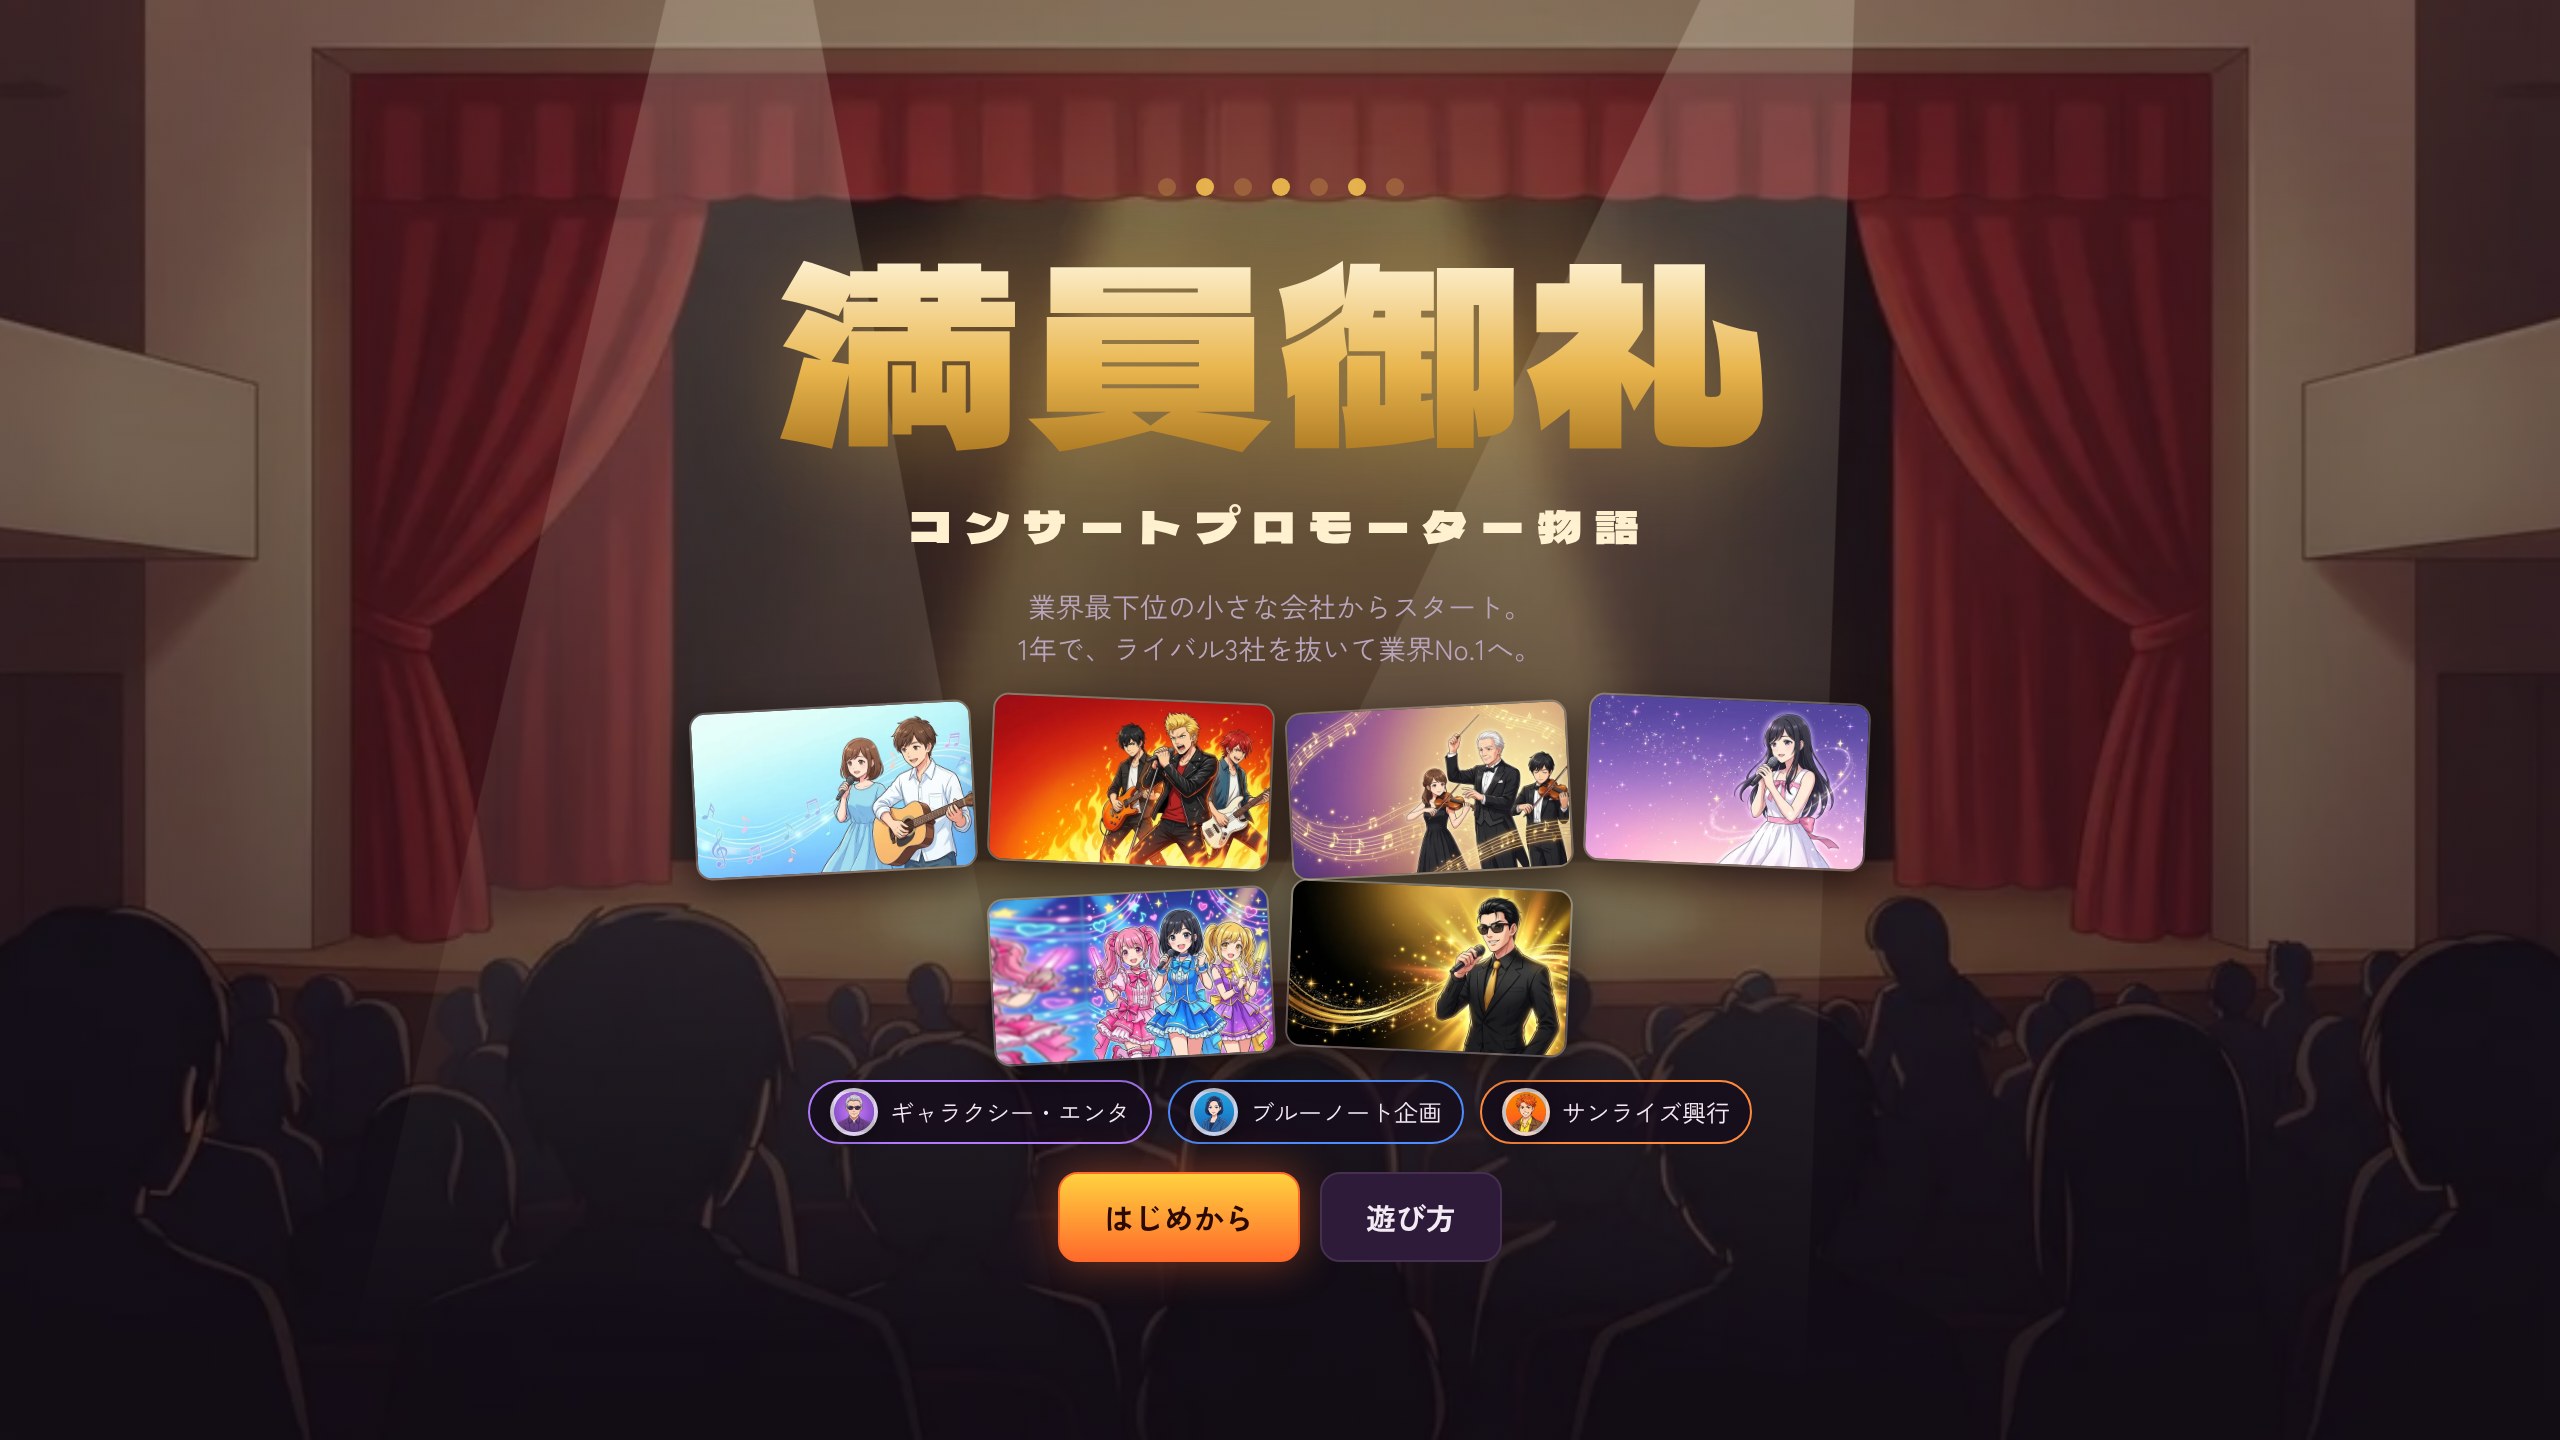 満員御礼
コンサートプロモーター物語
業界最下位の小さな会社からスタート。
1年で、ライバル3社を抜いて業界No.1へ。
ギャラクシー・エンタ
ブルーノート企画
サンライズ興行
はじめから
遊び方